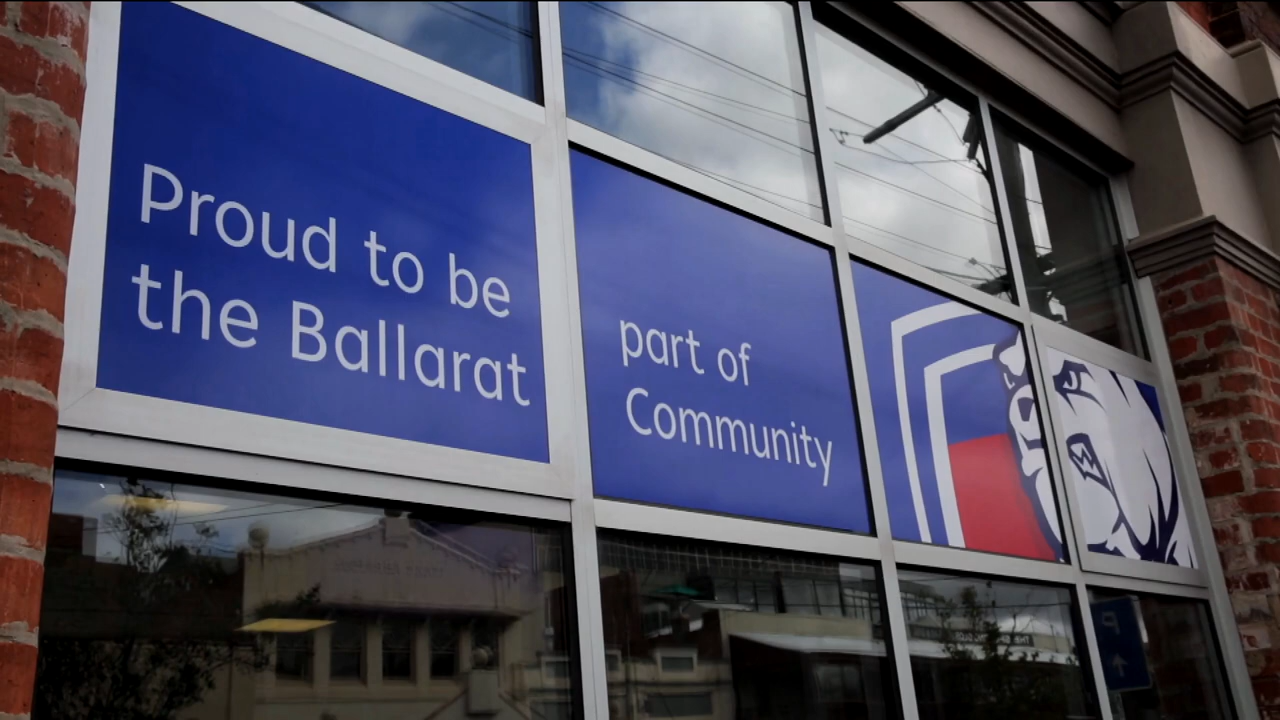 Proud to be
the Ballarat
part of
Community
P